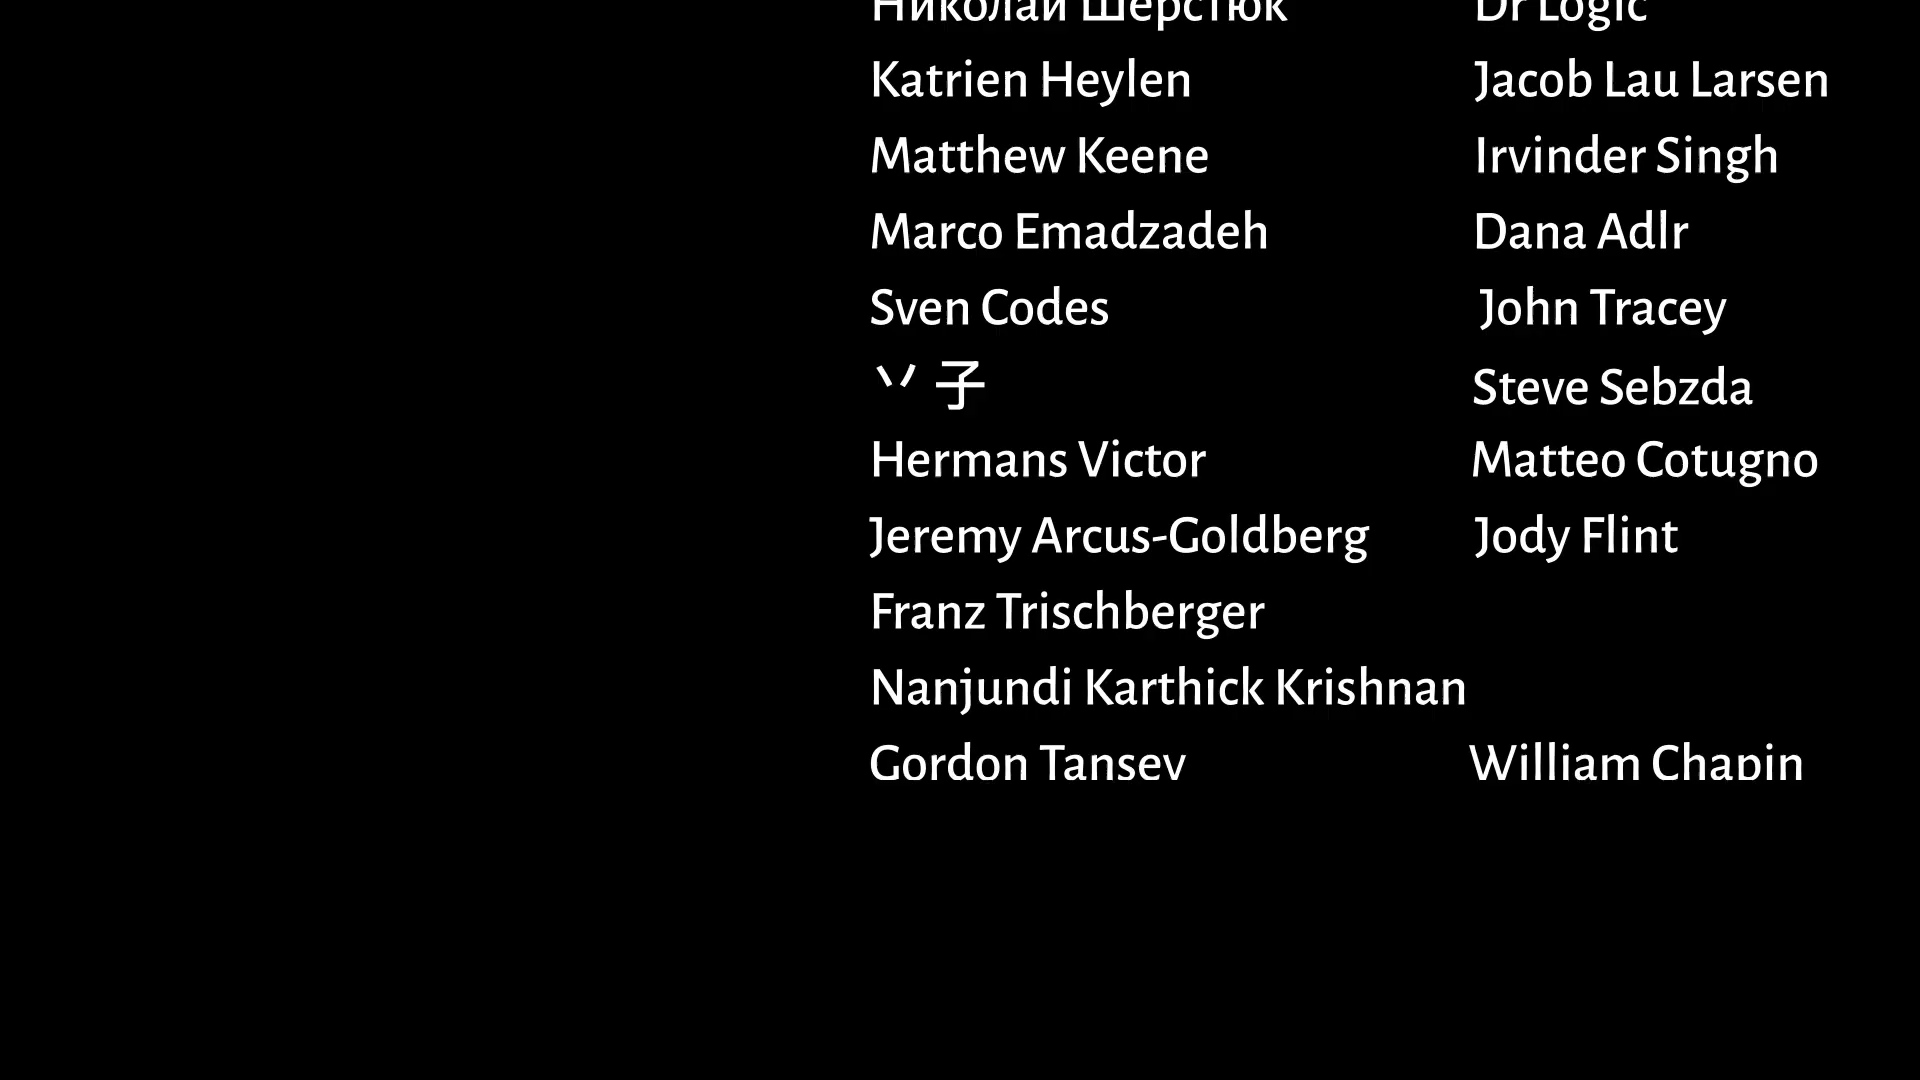 Николай Шерстюк Dr Logic
Katrien Heylen Jacob Lau Larsen
Matthew Keene Irvinder Singh
Marco Emadzadeh Dana Adlr
Sven Codes John Tracey
丷 子 Steve Sebzda
Hermans Victor Matteo Cotugno
Jeremy Arcus-Goldberg Jody Flint
Franz Trischberger
Nanjundi Karthick Krishnan
Gordon Tansey William Chapin